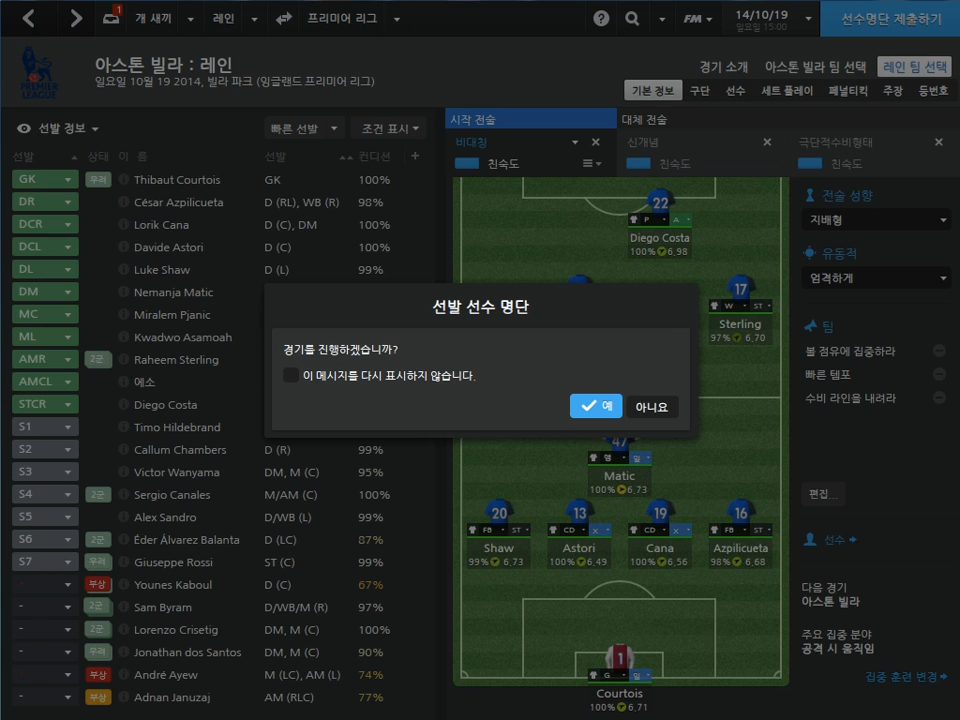 1
개 새끼
레인
프리미어 리그
FM
14/10/19
일요일 15:00
선수명단 제출하기
아스톤 빌라 : 레인
일요일 10월 19 2014, 빌라 파크 (잉글랜드 프리미어 리그)
PREMIER LEAGUE
경기 소개
아스톤 빌라 팀 선택
레인 팀 선택
기본 정보
구단
선수
세트 플레이
페널티킥
주장
등번호
선발 정보
빠른 선발
조건 표시
선발 상태 이 름 선발 컨디션
GK 우려 Thibaut Courtois GK 100%
DR César Azpilicueta D (RL), WB (R) 98%
DCR Lorik Cana D (C), DM 100%
DCL Davide Astori D (C) 100%
DL Luke Shaw D (L) 99%
DM Nemanja Matic
MC Miralem Pjanic
ML Kwadwo Asamoah
AMR 2군 Raheem Sterling
AMCL 에소
STCR Diego Costa
S1 Timo Hildebrand
S2 Callum Chambers D (R) 99%
S3 Victor Wanyama DM, M (C) 95%
S4 2군 Sergio Canales M/AM (C) 100%
S5 Alex Sandro D/WB (L) 99%
S6 2군 Éder Álvarez Balanta D (LC) 87%
S7 우려 Giuseppe Rossi ST (C) 99%
- 부상 Younes Kaboul D (C) 67%
- 2군 Sam Byram D/WB/M (R) 97%
- 2군 Lorenzo Crisetig DM, M (C) 100%
- 우려 Jonathan dos Santos DM, M (C) 90%
- 부상 André Ayew M (LC), AM (L) 74%
- 부상 Adnan Januzaj AM (RLC) 77%
시작 전술
대체 전술
비대칭
친숙도
신개념
친숙도
극단적수비형태
친숙도
22
P A
Diego Costa
100% 6,98
17
W ST
Sterling
97% 6,70
선발 선수 명단
경기를 진행하겠습니까?
이 메시지를 다시 표시하지 않습니다.
예
아니요
47
Matic
100% 6,73
20
FB ST
Shaw
99% 6,73
13
CD X
Astori
100% 6,49
19
CD X
Cana
100% 6,56
16
FB ST
Azpilicueta
98% 6,68
1
G
Courtois
100% 6,71
전술 성향
지배형
유동적
엄격하게
팀
볼 점유에 집중하라
빠른 템포
수비 라인을 내려라
편집...
선수
다음 경기
아스톤 빌라
주요 집중 분야
공격 시 움직임
집중 훈련 변경